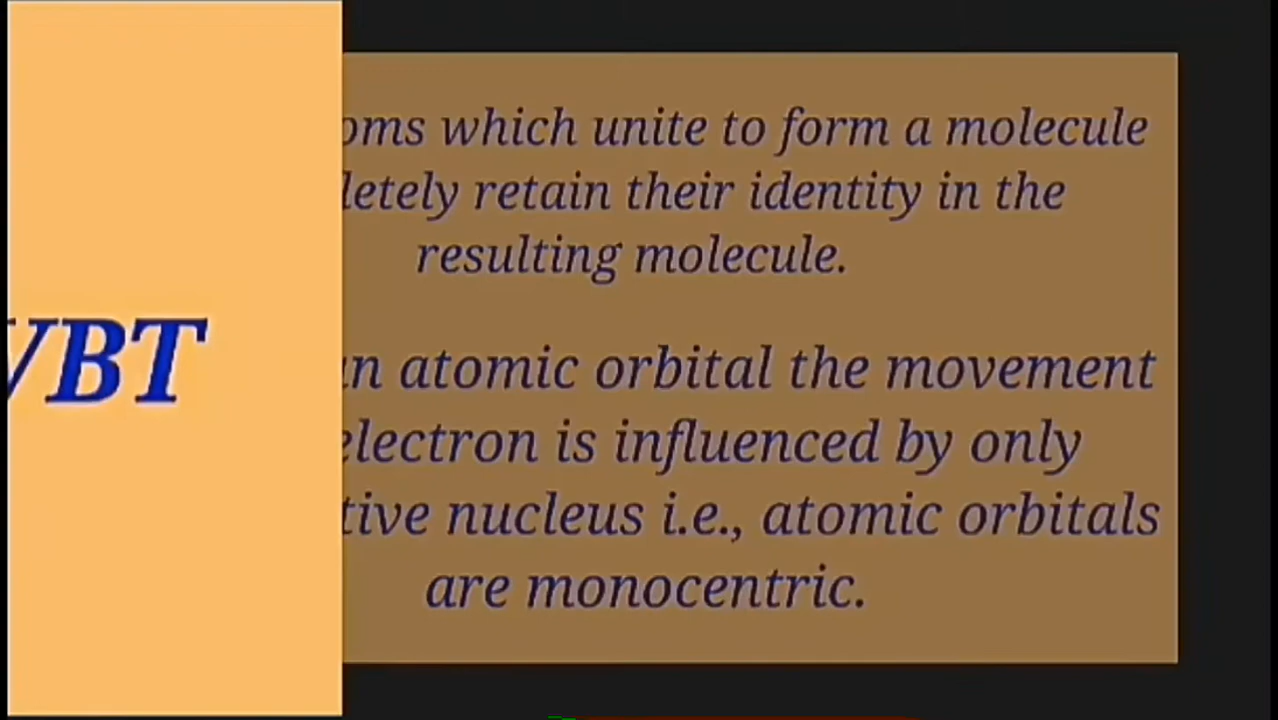 VBT
oms which unite to form a molecule
letely retain their identity in the
resulting molecule.
an atomic orbital the movement
electron is influenced by only
tive nucleus i.e., atomic orbitals
are monocentric.